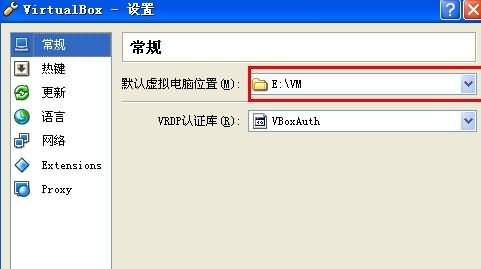 VirtualBox - 设置
常规
热键
更新
语言
网络
Extensions
Proxy
常规
默认虚拟电脑位置(M): E:\VM
VRDP认证库(R): VBoxAuth